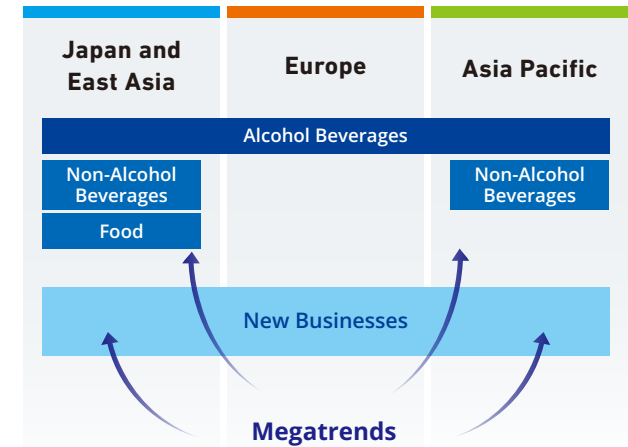 Japan and
East Asia
Europe
Asia Pacific
Alcohol Beverages
Non-Alcohol
Beverages
Non-Alcohol
Beverages
Food
New Businesses
Megatrends